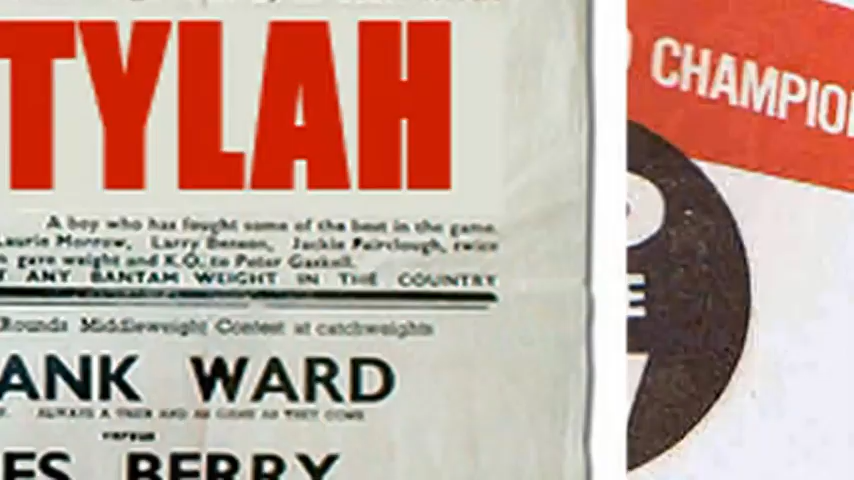 TYLAH
A boy who has fought some of the best in the game.
Laurie Morrow, Larry Benson, Jackie Fairclough, twice
gave weight and K.O. to Peter Gaskell.
ANY BANTAM WEIGHT IN THE COUNTRY
Rounds Middleweight Contest at catchweights
ANK WARD
ALWAYS A TRIER AND AS GAME AS THEY COME
versus
ES BERRY
CHAMPIO
E